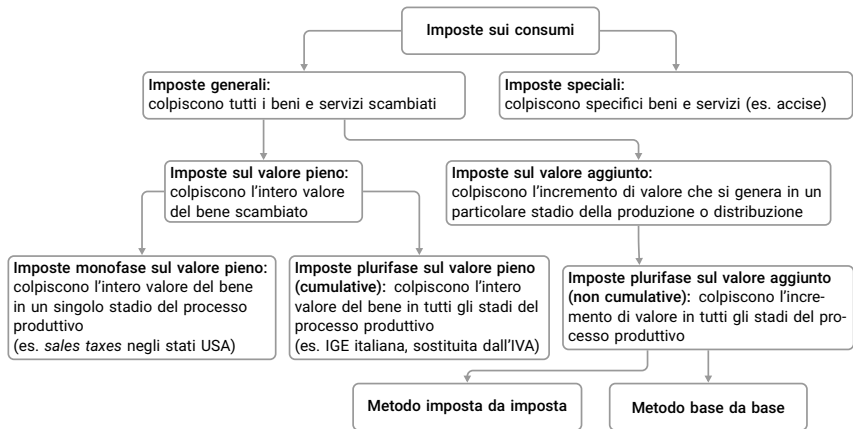 Imposte sui consumi
Imposte generali:
colpiscono tutti i beni e servizi scambiati
Imposte speciali:
colpiscono specifici beni e servizi (es. accise)
Imposte sul valore pieno:
colpiscono l'intero valore
del bene scambiato
Imposte sul valore aggiunto:
colpiscono l'incremento di valore che si genera in un
particolare stadio della produzione o distribuzione
Imposte monofase sul valore pieno:
colpiscono l'intero valore del bene
in un singolo stadio del processo
produttivo
(es. sales taxes negli stati USA)
Imposte plurifase sul valore pieno
(cumulative): colpiscono l'intero
valore del bene in tutti gli stadi del
processo produttivo
(es. IGE italiana, sostituita dall'IVA)
Imposte plurifase sul valore aggiunto
(non cumulative): colpiscono l'incre-
mento di valore in tutti gli stadi del pro-
cesso produttivo
Metodo imposta da imposta
Metodo base da base